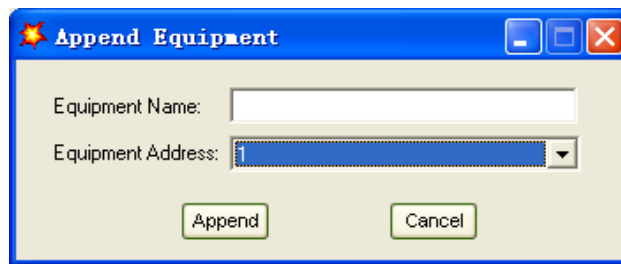 Append Equipment
Equipment Name:
Equipment Address: 1
Append Cancel